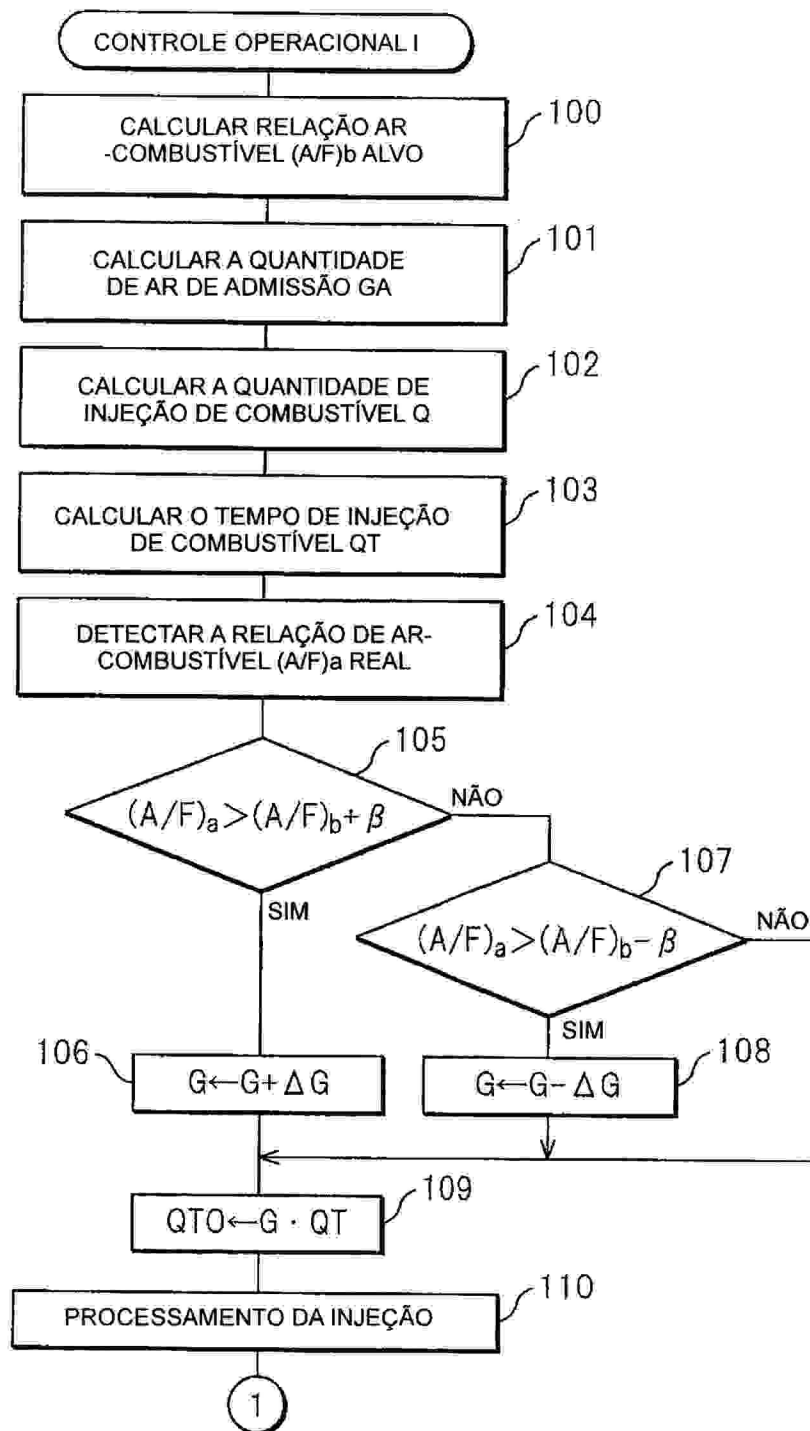 CONTROLE OPERACIONAL I
CALCULAR RELAÇÃO AR
-COMBUSTÍVEL (A/F)b ALVO
100
CALCULAR A QUANTIDADE
DE AR DE ADMISSÃO GA
101
CALCULAR A QUANTIDADE DE
INJEÇÃO DE COMBUSTÍVEL Q
102
CALCULAR O TEMPO DE INJEÇÃO
DE COMBUSTÍVEL QT
103
DETECTAR A RELAÇÃO DE AR-
COMBUSTÍVEL (A/F)a REAL
104
105
(A/F)a>(A/F)b+ β
NÃO
SIM
107
(A/F)a>(A/F)b- β
NÃO
SIM
106
G←G+ Δ G
108
G←G- Δ G
109
QTO←G · QT
PROCESSAMENTO DA INJEÇÃO
110
1